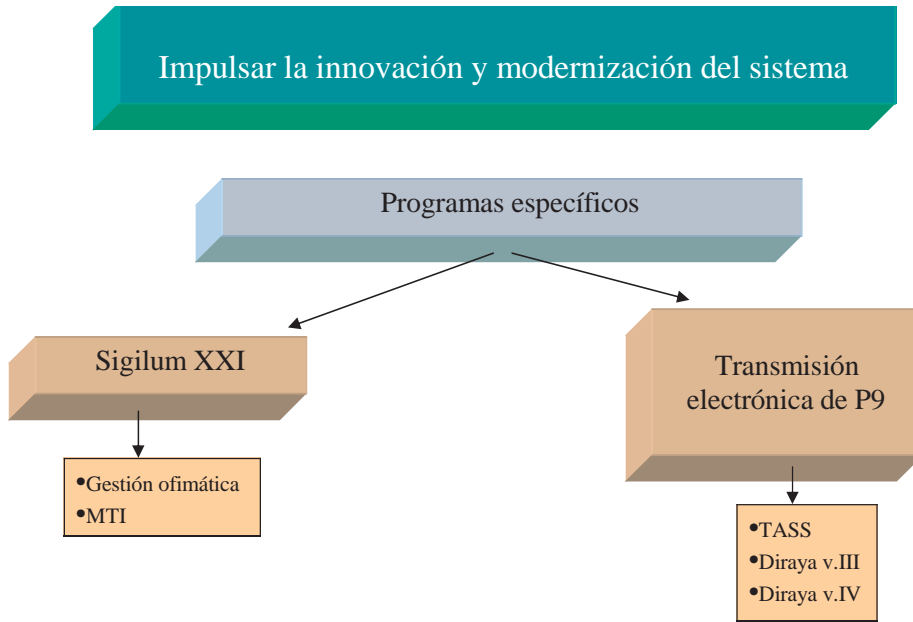 Impulsar la innovación y modernización del sistema
Programas específicos
Sigilum XXI
•Gestión ofimática
•MTI
Transmisión
electrónica de P9
•TASS
•Diraya v.III
•Diraya v.IV